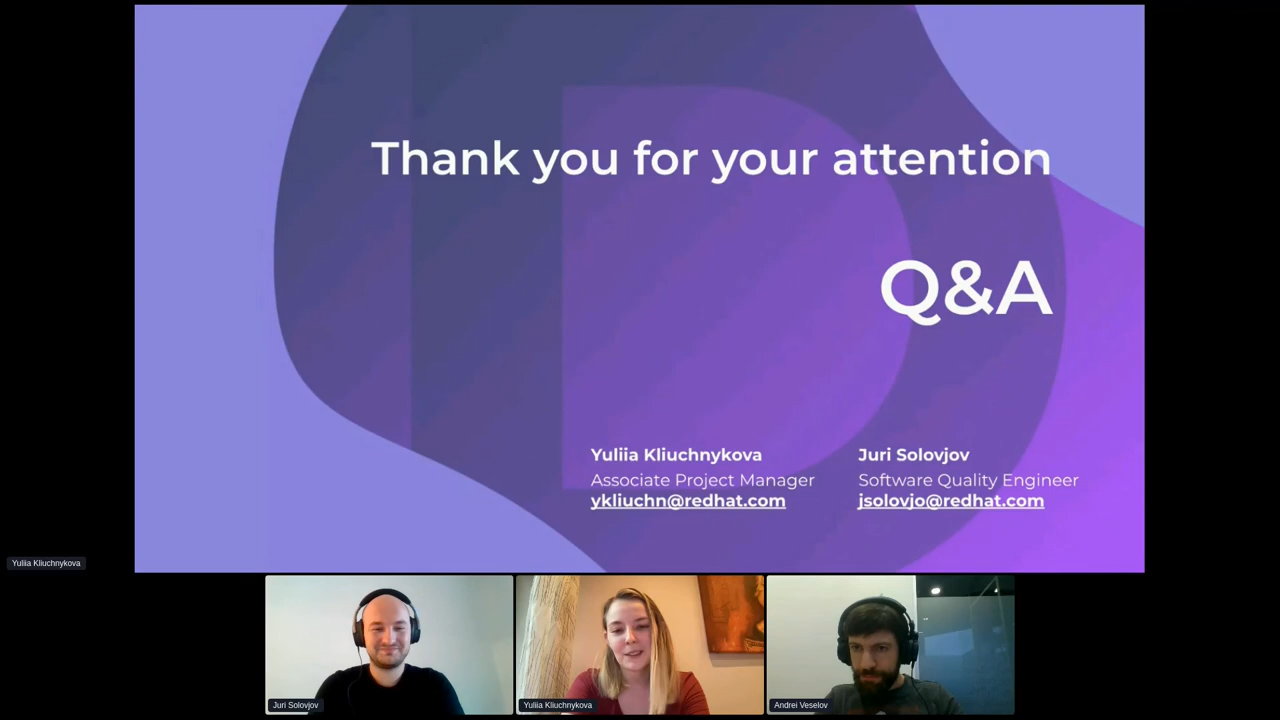 Thank you for your attention
Q&A
Yuliia Kliuchnykova
Associate Project Manager
ykliuchn@redhat.com
Juri Solovjov
Software Quality Engineer
jsolovjo@redhat.com
Yuliia Kliuchnykova
Juri Solovjov
Yuliia Kliuchnykova
Andrei Veselov